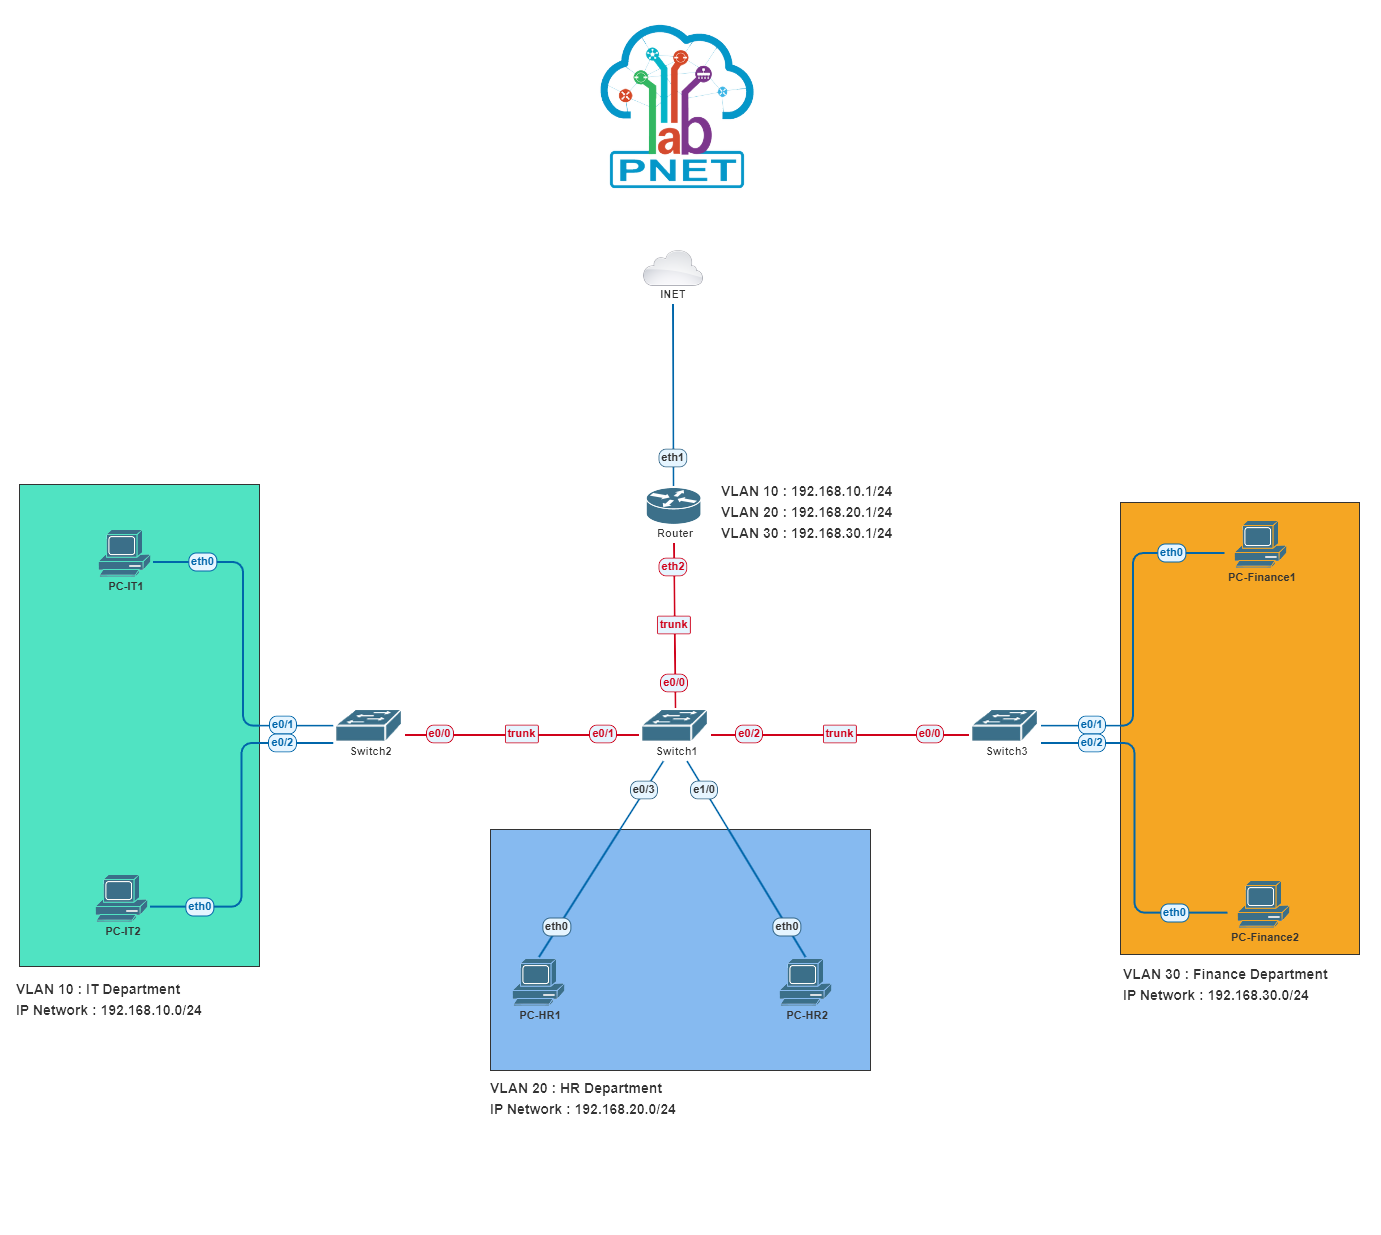 lab
PNET
INET
eth1
VLAN 10 : 192.168.10.1/24
VLAN 20 : 192.168.20.1/24
VLAN 30 : 192.168.30.1/24
Router
eth2
trunk
e0/0
eth0
PC-IT1
eth0
PC-Finance1
e0/1
e0/2
Switch2
e0/0
trunk
e0/1
Switch1
e0/2
trunk
e0/0
Switch3
e0/1
e0/2
e0/3
e1/0
eth0
PC-IT2
eth0
PC-Finance2
eth0
eth0
PC-HR1
PC-HR2
VLAN 10 : IT Department
IP Network : 192.168.10.0/24
VLAN 30 : Finance Department
IP Network : 192.168.30.0/24
VLAN 20 : HR Department
IP Network : 192.168.20.0/24